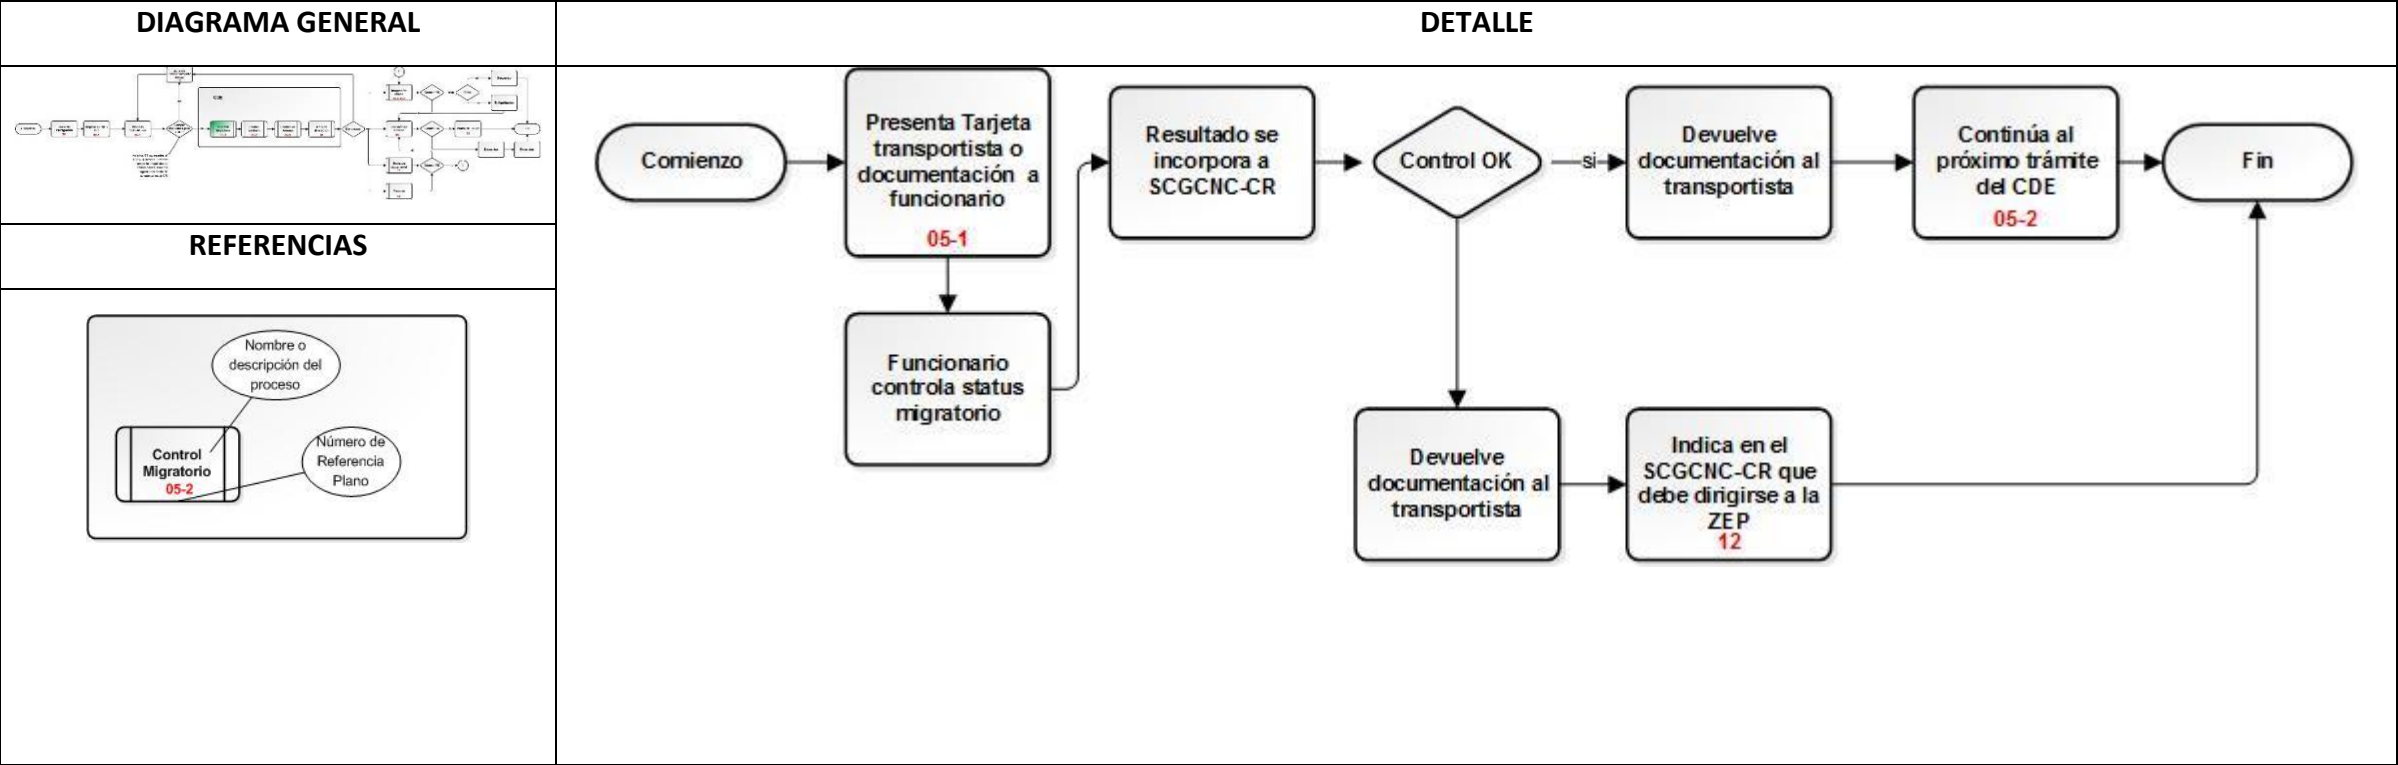 DIAGRAMA GENERAL
DETALLE
CDE
REFERENCIAS
Nombre o
descripción del
proceso
Control
Migratorio
05-2
Número de
Referencia
Plano
Comienzo
Presenta Tarjeta
transportista o
documentación a
funcionario
05-1
Funcionario
controla status
migratorio
Resultado se
incorpora a
SCGCNC-CR
Control OK
si
Devuelve
documentación al
transportista
Continúa al
próximo trámite
del CDE
05-2
Fin
Devuelve
documentación al
transportista
Indica en el
SCGCNC-CR que
debe dirigirse a la
ZEP
12